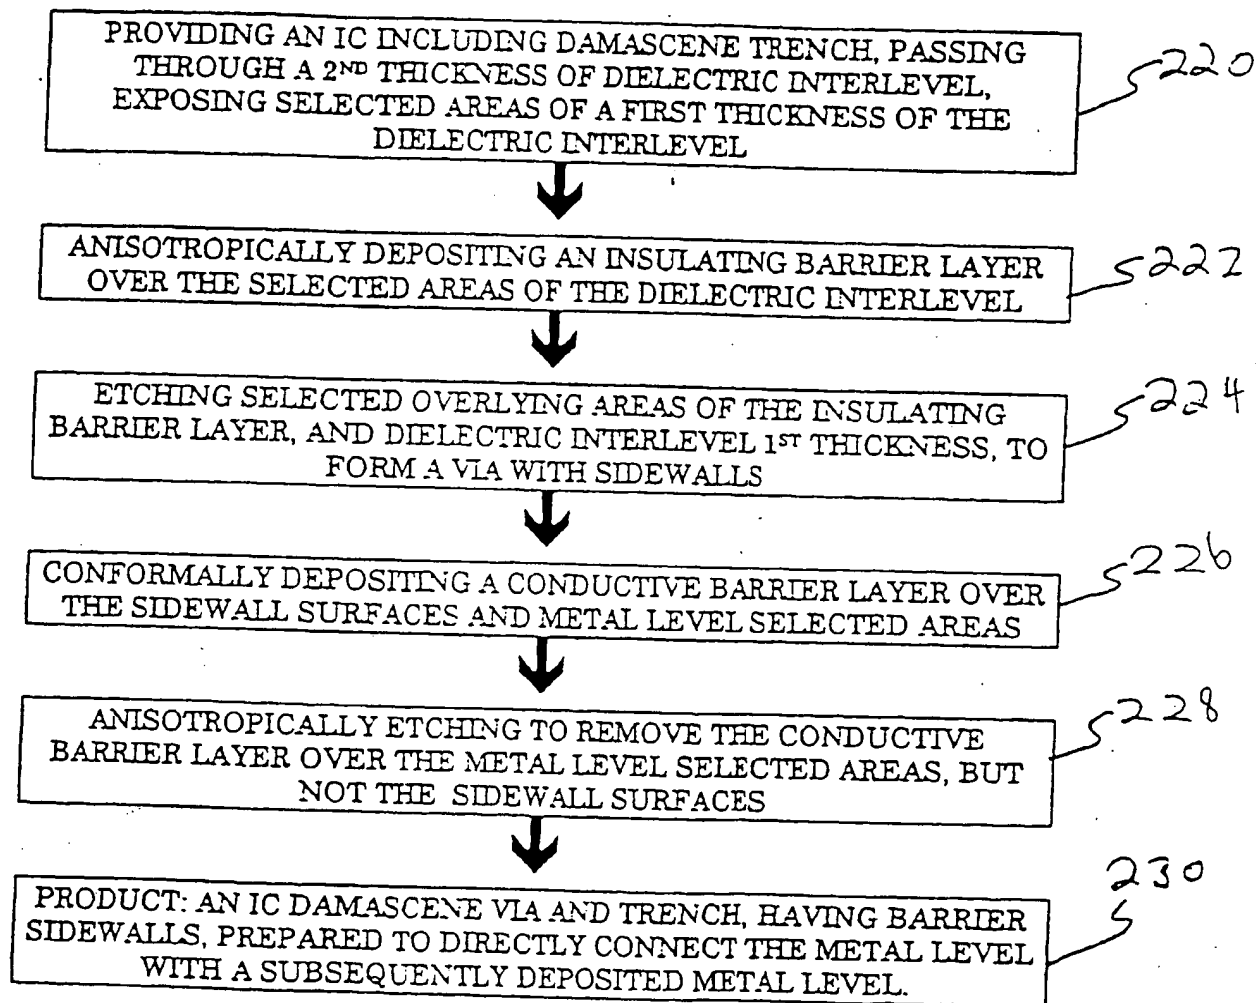 PROVIDING AN IC INCLUDING DAMASCENE TRENCH, PASSING
THROUGH A 2ND THICKNESS OF DIELECTRIC INTERLEVEL,
EXPOSING SELECTED AREAS OF A FIRST THICKNESS OF THE
DIELECTRIC INTERLEVEL
220
ANISOTROPICALLY DEPOSITING AN INSULATING BARRIER LAYER
OVER THE SELECTED AREAS OF THE DIELECTRIC INTERLEVEL
222
ETCHING SELECTED OVERLYING AREAS OF THE INSULATING
BARRIER LAYER, AND DIELECTRIC INTERLEVEL 1ST THICKNESS, TO
FORM A VIA WITH SIDEWALLS
224
CONFORMALLY DEPOSITING A CONDUCTIVE BARRIER LAYER OVER
THE SIDEWALL SURFACES AND METAL LEVEL SELECTED AREAS
226
ANISOTROPICALLY ETCHING TO REMOVE THE CONDUCTIVE
BARRIER LAYER OVER THE METAL LEVEL SELECTED AREAS, BUT
NOT THE SIDEWALL SURFACES
228
PRODUCT: AN IC DAMASCENE VIA AND TRENCH, HAVING BARRIER
SIDEWALLS, PREPARED TO DIRECTLY CONNECT THE METAL LEVEL
WITH A SUBSEQUENTLY DEPOSITED METAL LEVEL.
230